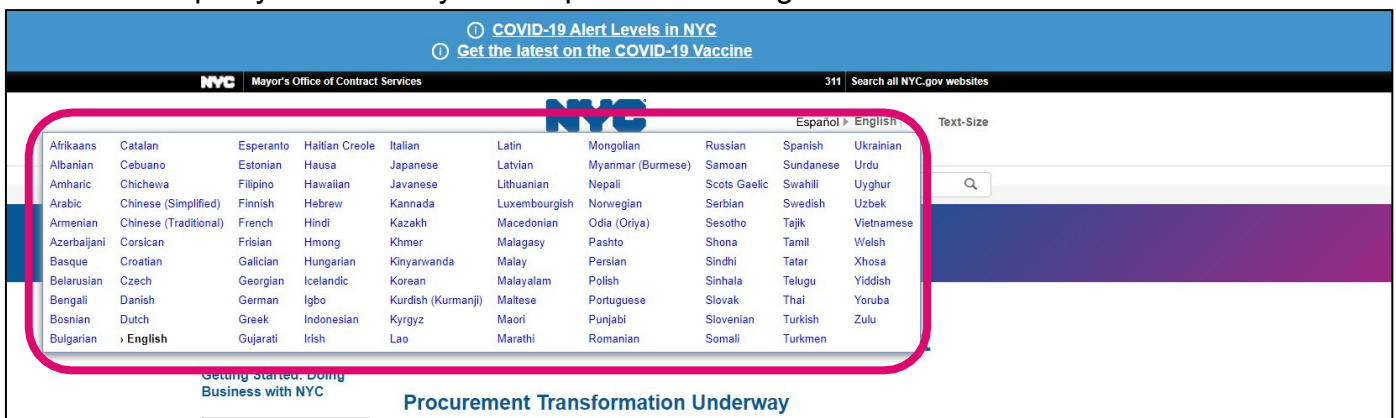 COVID-19 Alert Levels in NYC
Get the latest on the COVID-19 Vaccine
NYC Mayor's Office of Contract Services 311 Search all NYC.gov websites
NYC
Español ▸ English Text-Size
Afrikaans Catalan Esperanto Haitian Creole Italian Latin Mongolian Russian Spanish Ukrainian
Albanian Cebuano Estonian Hausa Japanese Latvian Myanmar (Burmese) Samoan Sundanese Urdu
Amharic Chichewa Filipino Hawaiian Javanese Lithuanian Nepali Scots Gaelic Swahili Uyghur
Arabic Chinese (Simplified) Finnish Hebrew Kannada Luxembourgish Norwegian Serbian Swedish Uzbek
Armenian Chinese (Traditional) French Hindi Kazakh Macedonian Odia (Oriya) Sesotho Tajik Vietnamese
Azerbaijani Corsican Frisian Hmong Khmer Malagasy Pashto Shona Tamil Welsh
Basque Croatian Galician Hungarian Kinyarwanda Malay Persian Sindhi Tatar Xhosa
Belarusian Czech Georgian Icelandic Korean Malayalam Polish Sinhala Telugu Yiddish
Bengali Danish German Igbo Kurdish (Kurmanji) Maltese Portuguese Slovak Thai Yoruba
Bosnian Dutch Greek Indonesian Kyrgyz Maori Punjabi Slovenian Turkish Zulu
Bulgarian › English Gujarati Irish Lao Marathi Romanian Somali Turkmen
Getting Started: Doing
Business with NYC
Procurement Transformation Underway